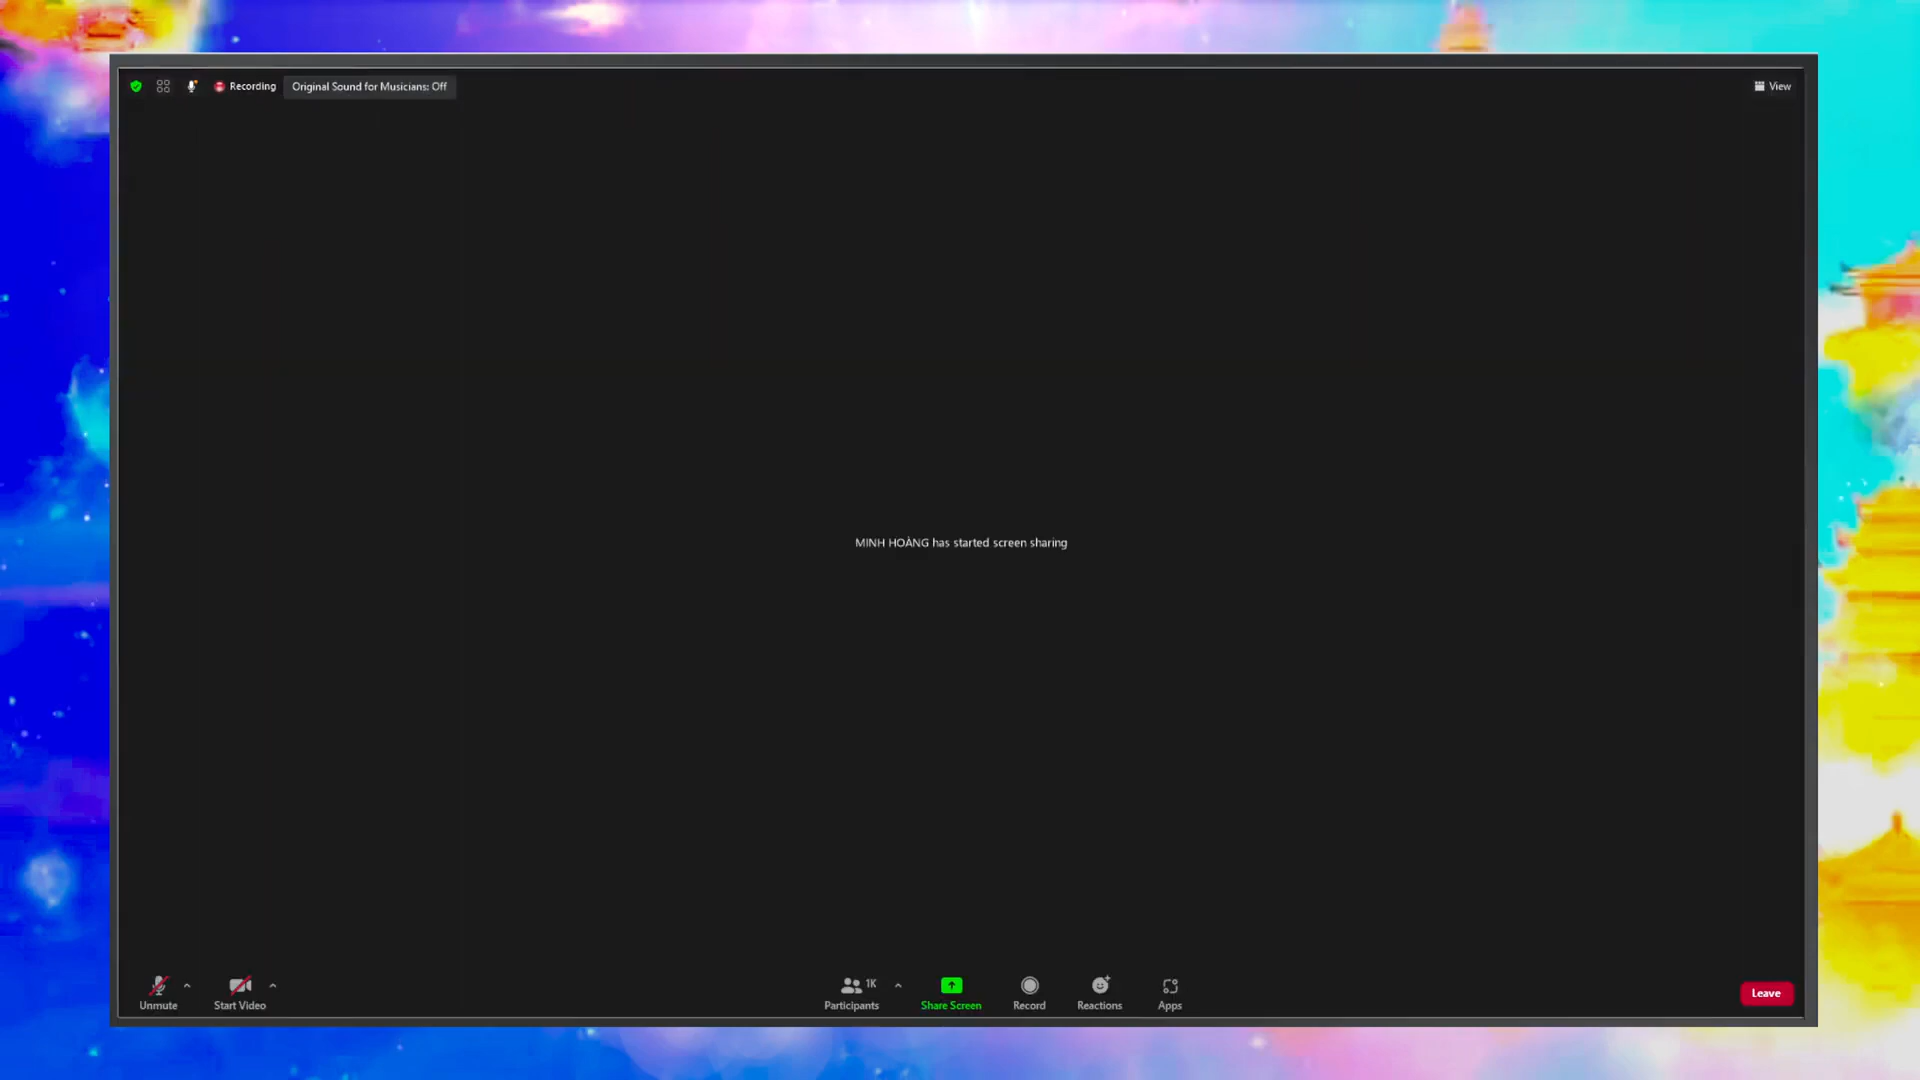 Recording
Original Sound for Musicians: Off
View
MINH HOÀNG has started screen sharing
Unmute
Start Video
1K
Participants
Share Screen
Record
Reactions
Apps
Leave